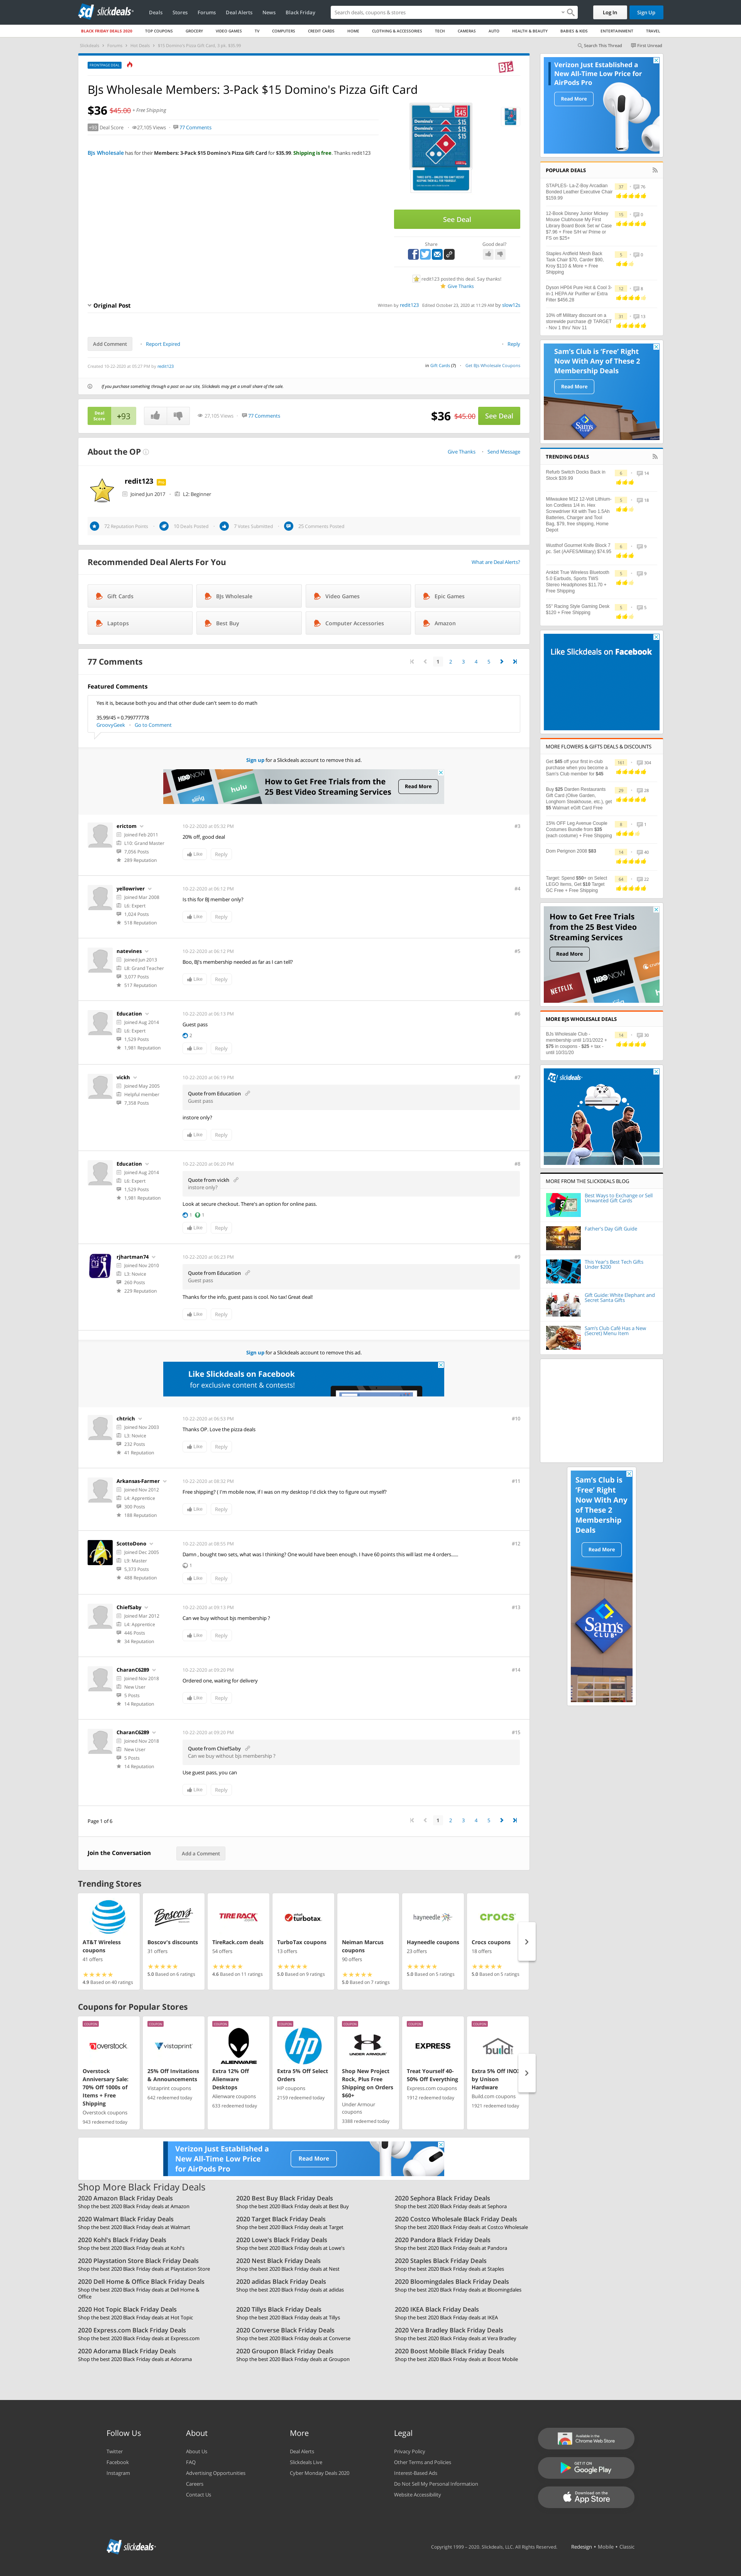 slickdeals
Deals
Stores
Forums
Deal Alerts
News
Black Friday
Search deals, coupons & stores
Log In
Sign Up
BLACK FRIDAY DEALS 2020
TOP COUPONS
GROCERY
VIDEO GAMES
TV
COMPUTERS
CREDIT CARDS
HOME
CLOTHING & ACCESSORIES
TECH
CAMERAS
AUTO
HEALTH & BEAUTY
BABIES & KIDS
ENTERTAINMENT
TRAVEL
Search This Thread
First Unread
FRONTPAGE DEAL
BJs Wholesale Members: 3-Pack $15 Domino's Pizza Gift Card
$36 $45.00 + Free Shipping
+93 Deal Score
27,105 Views
77 Comments
BJs Wholesale has for their Members: 3-Pack $15 Domino's Pizza Gift Card for $35.99. Shipping is free. Thanks redit123
See Deal
Share
Good deal?
redit123 posted this deal. Say thanks!
Give Thanks
Original Post
Written by redit123 Edited October 23, 2020 at 11:29 AM by slow12s
Add Comment
Report Expired
Reply
Created 10-22-2020 at 05:27 PM by redit123
in Gift Cards (7)
Get BJs Wholesale Coupons
If you purchase something through a post on our site, Slickdeals may get a small share of the sale.
Deal Score +93
27,105 Views
77 Comments
$36 $45.00
See Deal
About the OP
Give Thanks
Send Message
redit123
Joined Jun 2017
L2: Beginner
72 Reputation Points
10 Deals Posted
7 Votes Submitted
25 Comments Posted
Recommended Deal Alerts For You
What are Deal Alerts?
Gift Cards
BJs Wholesale
Video Games
Epic Games
Laptops
Best Buy
Computer Accessories
Amazon
77 Comments
1 2 3 4 5
Featured Comments
Yes it is, because both you and that other dude can't seem to do math
35.99/45 = 0.799777778
GroovyGeek
Go to Comment
Sign up for a Slickdeals account to remove this ad.
How to Get Free Trials from the 25 Best Video Streaming Services
Read More
erictom
Joined Feb 2011
L10: Grand Master
7,956 Posts
289 Reputation
10-22-2020 at 05:32 PM
#3
20% off, good deal
Like
Reply
yellowriver
Joined Mar 2008
L6: Expert
1,024 Posts
518 Reputation
10-22-2020 at 06:12 PM
#4
Is this for BJ member only?
Like
Reply
natevines
Joined Jun 2013
L8: Grand Teacher
3,077 Posts
517 Reputation
10-22-2020 at 06:12 PM
#5
Boo, BJ's membership needed as far as I can tell?
Like
Reply
Education
Joined Aug 2014
L6: Expert
1,529 Posts
1,981 Reputation
10-22-2020 at 06:13 PM
#6
Guest pass
2
Like
Reply
vickh
Joined May 2005
Helpful member
7,358 Posts
10-22-2020 at 06:19 PM
#7
Quote from Education
Guest pass
instore only?
Like
Reply
Education
Joined Aug 2014
L6: Expert
1,529 Posts
1,981 Reputation
10-22-2020 at 06:20 PM
#8
Quote from vickh
instore only?
Look at secure checkout. There's an option for online pass.
1 1
Like
Reply
rjhartman74
Joined Nov 2010
L3: Novice
260 Posts
229 Reputation
10-22-2020 at 06:23 PM
#9
Quote from Education
Guest pass
Thanks for the info, guest pass is cool. No tax! Great deal!
Like
Reply
Sign up for a Slickdeals account to remove this ad.
Like Slickdeals on Facebook
for exclusive content & contests!
chtrich
Joined Nov 2003
L3: Novice
232 Posts
41 Reputation
10-22-2020 at 06:53 PM
#10
Thanks OP. Love the pizza deals
Like
Reply
Arkansas-Farmer
Joined Nov 2012
L4: Apprentice
300 Posts
188 Reputation
10-22-2020 at 08:32 PM
#11
Free shipping? ( I'm mobile now, if I was on my desktop I'd click they to figure out myself?
Like
Reply
ScottoDono
Joined Dec 2005
L9: Master
5,373 Posts
488 Reputation
10-22-2020 at 08:55 PM
#12
Damn , bought two sets, what was I thinking? One would have been enough. I have 60 points this will last me 4 orders.....
1
Like
Reply
ChiefSaby
Joined Mar 2012
L4: Apprentice
446 Posts
34 Reputation
10-22-2020 at 09:13 PM
#13
Can we buy without bjs membership ?
Like
Reply
CharanC6289
Joined Nov 2018
New User
5 Posts
14 Reputation
10-22-2020 at 09:20 PM
#14
Ordered one, waiting for delivery
Like
Reply
CharanC6289
Joined Nov 2018
New User
5 Posts
14 Reputation
10-22-2020 at 09:20 PM
#15
Quote from ChiefSaby
Can we buy without bjs membership ?
Use guest pass, you can
Like
Reply
Page 1 of 6
1 2 3 4 5
Join the Conversation
Add a Comment
Verizon Just Established a New All-Time Low Price for AirPods Pro
Read More
POPULAR DEALS
STAPLES- La-Z-Boy Arcadian Bonded Leather Executive Chair $159.99
12-Book Disney Junior Mickey Mouse Clubhouse My First Library Board Book Set w/ Case $7.96 + Free S/H w/ Prime or FS on $25+
Staples Ardfield Mesh Back Task Chair $70, Carder $90, Kroy $110 & More + Free Shipping
Dyson HP04 Pure Hot & Cool 3-in-1 HEPA Air Purifier w/ Extra Filter $456.28
10% off Military discount on a storewide purchase @ TARGET - Nov 1 thru' Nov 11
Sam's Club is 'Free' Right Now With Any of These 2 Membership Deals
Read More
TRENDING DEALS
Refurb Switch Docks Back in Stock $39.99
Milwaukee M12 12-Volt Lithium-Ion Cordless 1/4 in. Hex Screwdriver Kit with Two 1.5Ah Batteries, Charger and Tool Bag, $79, free shipping, Home Depot
Wusthof Gourmet Knife Block 7 pc. Set (AAFES/Military) $74.95
Ankbit True Wireless Bluetooth 5.0 Earbuds, Sports TWS Stereo Headphones $11.70 + Free Shipping
55" Racing Style Gaming Desk $120 + Free Shipping
Like Slickdeals on Facebook
MORE FLOWERS & GIFTS DEALS & DISCOUNTS
Get $45 off your first in-club purchase when you become a Sam's Club member for $45
Buy $25 Darden Restaurants Gift Card (Olive Garden, Longhorn Steakhouse, etc.), get $5 Walmart eGift Card Free
15% OFF Leg Avenue Couple Costumes Bundle from $35 (each costume) + Free Shipping
Dom Perignon 2008 $83
Target: Spend $50+ on Select LEGO Items, Get $10 Target GC Free + Free Shipping
How to Get Free Trials from the 25 Best Video Streaming Services
Read More
MORE BJS WHOLESALE DEALS
BJs Wholesale Club - membership until 1/31/2022 + $75 in coupons - $25 + tax - until 10/31/20
slickdeals
MORE FROM THE SLICKDEALS BLOG
Best Ways to Exchange or Sell Unwanted Gift Cards
Father's Day Gift Guide
This Year's Best Tech Gifts Under $200
Gift Guide: White Elephant and Secret Santa Gifts
Sam's Club Café Has a New (Secret) Menu Item
Sam's Club is 'Free' Right Now With Any of These 2 Membership Deals
Read More
Sam's CLUB
Trending Stores
AT&T Wireless coupons
41 offers
4.9 Based on 40 ratings
Boscov's discounts
31 offers
5.0 Based on 6 ratings
TireRack.com deals
54 offers
4.6 Based on 11 ratings
TurboTax coupons
13 offers
5.0 Based on 9 ratings
Neiman Marcus coupons
90 offers
5.0 Based on 7 ratings
Hayneedle coupons
23 offers
5.0 Based on 5 ratings
Crocs coupons
18 offers
5.0 Based on 5 ratings
Coupons for Popular Stores
Overstock Anniversary Sale: 70% Off 1000s of Items + Free Shipping
Overstock coupons
943 redeemed today
25% Off Invitations & Announcements
Vistaprint coupons
642 redeemed today
Extra 12% Off Alienware Desktops
Alienware coupons
633 redeemed today
Extra 5% Off Select Orders
HP coupons
2159 redeemed today
Shop New Project Rock, Plus Free Shipping on Orders $60+
Under Armour coupons
3388 redeemed today
Treat Yourself 40-50% Off Everything
Express.com coupons
1912 redeemed today
Extra 5% Off INOX by Unison Hardware
Build.com coupons
1921 redeemed today
Verizon Just Established a New All-Time Low Price for AirPods Pro
Read More
Shop More Black Friday Deals
2020 Amazon Black Friday Deals
Shop the best 2020 Black Friday deals at Amazon
2020 Best Buy Black Friday Deals
Shop the best 2020 Black Friday deals at Best Buy
2020 Sephora Black Friday Deals
Shop the best 2020 Black Friday deals at Sephora
2020 Walmart Black Friday Deals
Shop the best 2020 Black Friday deals at Walmart
2020 Target Black Friday Deals
Shop the best 2020 Black Friday deals at Target
2020 Costco Wholesale Black Friday Deals
Shop the best 2020 Black Friday deals at Costco Wholesale
2020 Kohl's Black Friday Deals
Shop the best 2020 Black Friday deals at Kohl's
2020 Lowe's Black Friday Deals
Shop the best 2020 Black Friday deals at Lowe's
2020 Pandora Black Friday Deals
Shop the best 2020 Black Friday deals at Pandora
2020 Playstation Store Black Friday Deals
Shop the best 2020 Black Friday deals at Playstation Store
2020 Nest Black Friday Deals
Shop the best 2020 Black Friday deals at Nest
2020 Staples Black Friday Deals
Shop the best 2020 Black Friday deals at Staples
2020 Dell Home & Office Black Friday Deals
Shop the best 2020 Black Friday deals at Dell Home & Office
2020 adidas Black Friday Deals
Shop the best 2020 Black Friday deals at adidas
2020 Bloomingdales Black Friday Deals
Shop the best 2020 Black Friday deals at Bloomingdales
2020 Hot Topic Black Friday Deals
Shop the best 2020 Black Friday deals at Hot Topic
2020 Tillys Black Friday Deals
Shop the best 2020 Black Friday deals at Tillys
2020 IKEA Black Friday Deals
Shop the best 2020 Black Friday deals at IKEA
2020 Express.com Black Friday Deals
Shop the best 2020 Black Friday deals at Express.com
2020 Converse Black Friday Deals
Shop the best 2020 Black Friday deals at Converse
2020 Vera Bradley Black Friday Deals
Shop the best 2020 Black Friday deals at Vera Bradley
2020 Adorama Black Friday Deals
Shop the best 2020 Black Friday deals at Adorama
2020 Groupon Black Friday Deals
Shop the best 2020 Black Friday deals at Groupon
2020 Boost Mobile Black Friday Deals
Shop the best 2020 Black Friday deals at Boost Mobile
Follow Us
Twitter
Facebook
Instagram
About
About Us
FAQ
Advertising Opportunities
Careers
Contact Us
More
Deal Alerts
Slickdeals Live
Cyber Monday Deals 2020
Legal
Privacy Policy
Other Terms and Policies
Interest-Based Ads
Do Not Sell My Personal Information
Website Accessibility
Available in the Chrome Web Store
GET IT ON Google Play
Download on the App Store
slickdeals
Copyright 1999 – 2020. Slickdeals, LLC. All Rights Reserved.
Redesign • Mobile • Classic